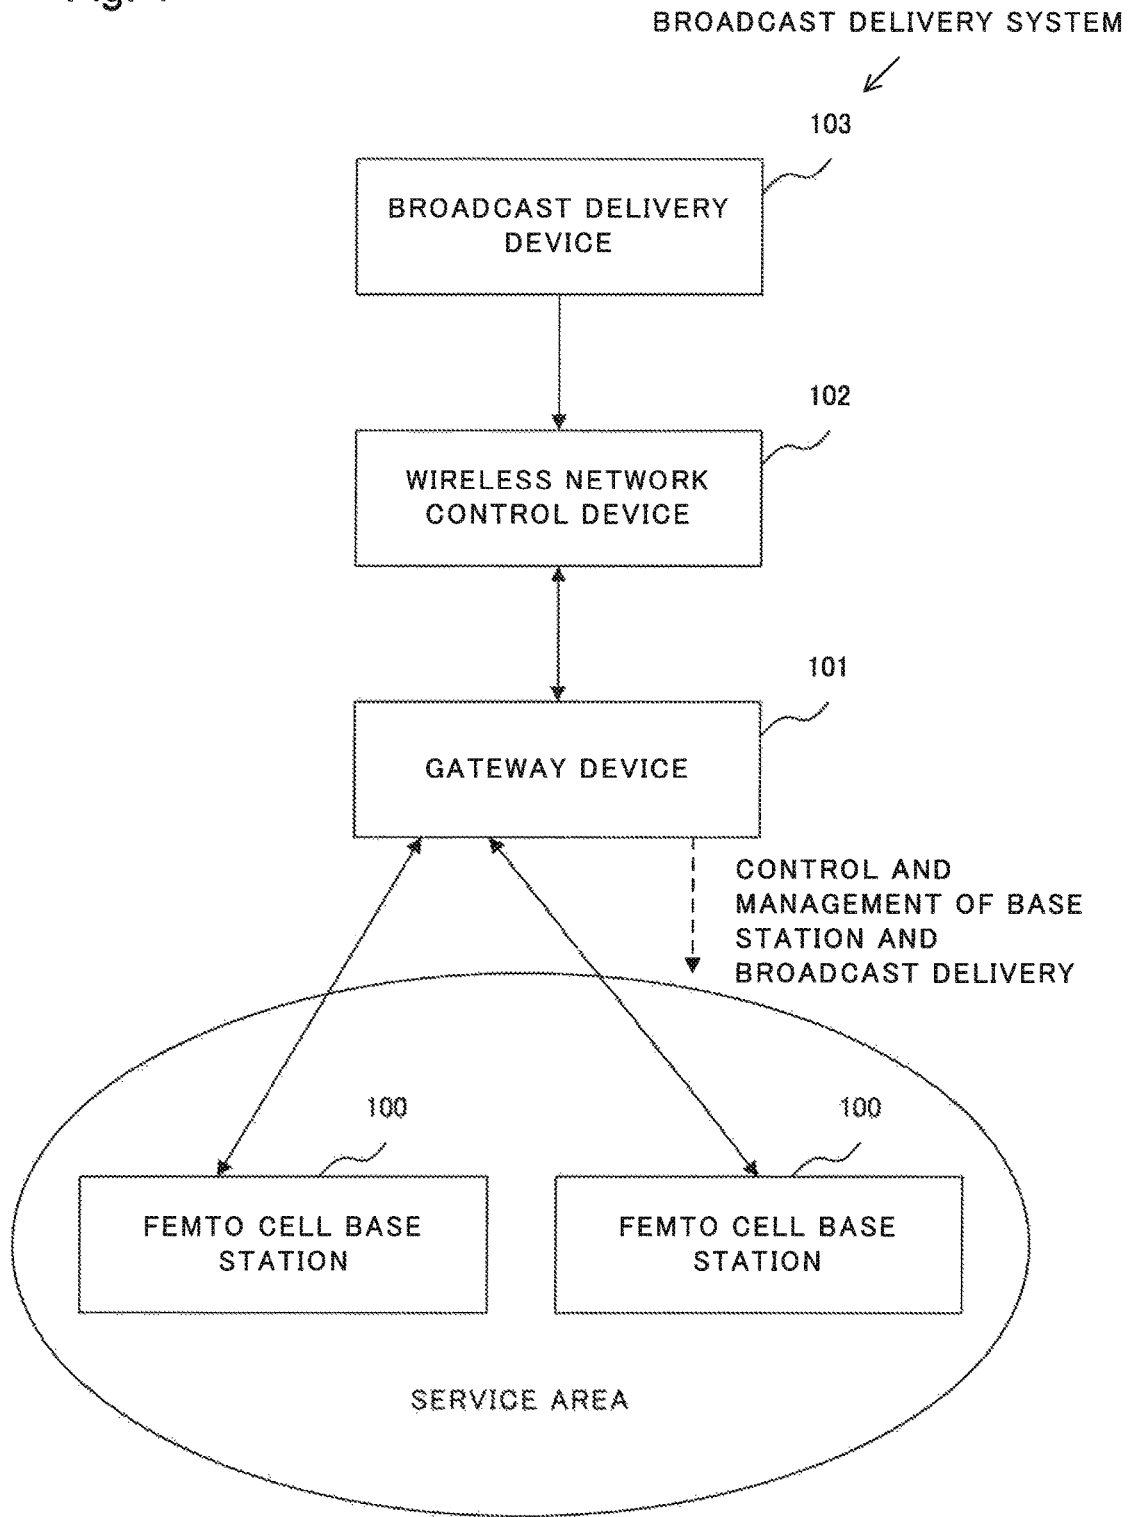 BROADCAST DELIVERY SYSTEM
103
BROADCAST DELIVERY
DEVICE
102
WIRELESS NETWORK
CONTROL DEVICE
101
GATEWAY DEVICE
CONTROL AND
MANAGEMENT OF BASE
STATION AND
BROADCAST DELIVERY
100
100
FEMTO CELL BASE
STATION
FEMTO CELL BASE
STATION
SERVICE AREA